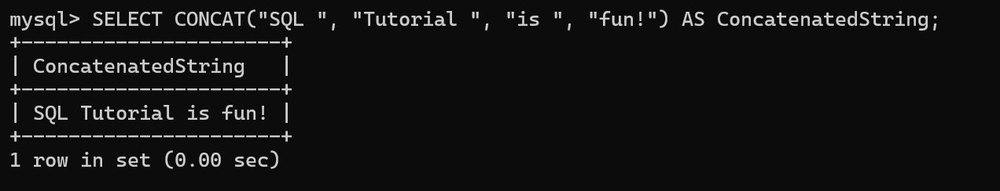 mysql> SELECT CONCAT("SQL ", "Tutorial ", "is ", "fun!") AS ConcatenatedString;
+----------------------+
| ConcatenatedString   |
+----------------------+
| SQL Tutorial is fun! |
+----------------------+
1 row in set (0.00 sec)